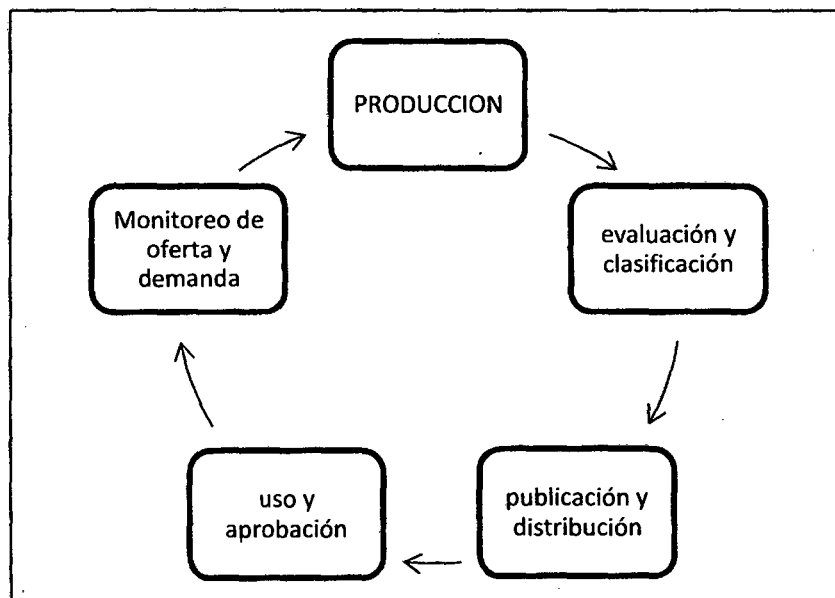 PRODUCCION
evaluación y
clasificación
publicación y
distribución
uso y
aprobación
Monitoreo de
oferta y
demanda